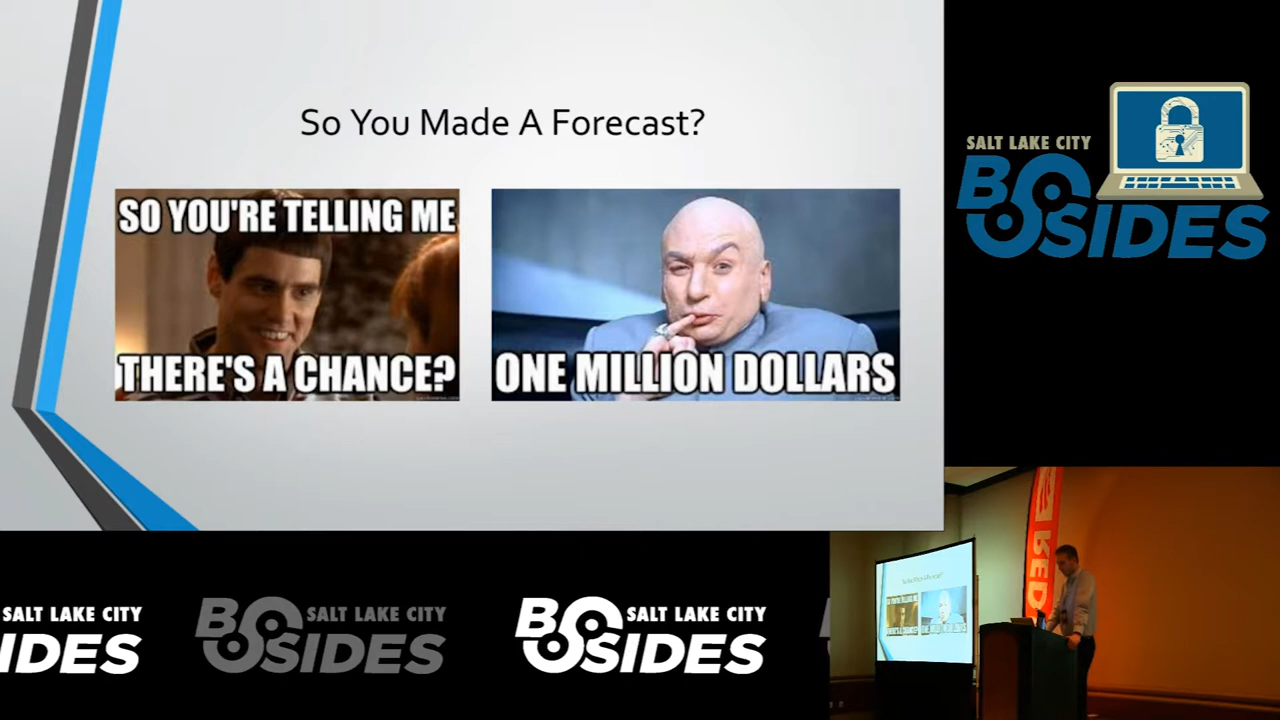 So You Made A Forecast?
SO YOU'RE TELLING ME
THERE'S A CHANCE?
ONE MILLION DOLLARS
SALT LAKE CITY
BSIDES
SALT LAKE CITY
IDES
SALT LAKE CITY
BSIDES
SALT LAKE CITY
BSIDES
RED